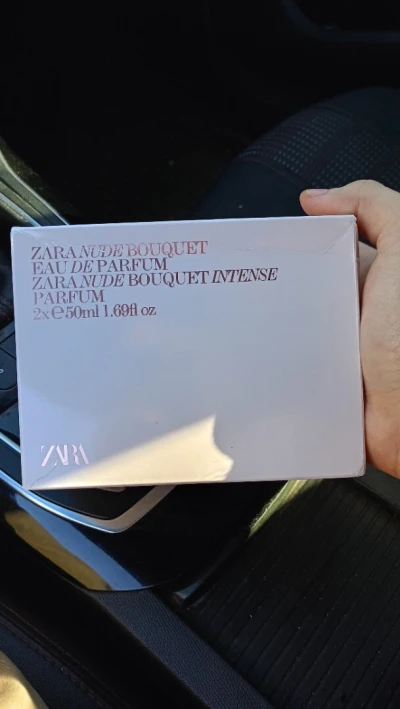 ZARA NUDE BOUQUET
EAU DE PARFUM
ZARA NUDE BOUQUET INTENSE
PARFUM
2x℮50ml 1.69fl oz
ZARA